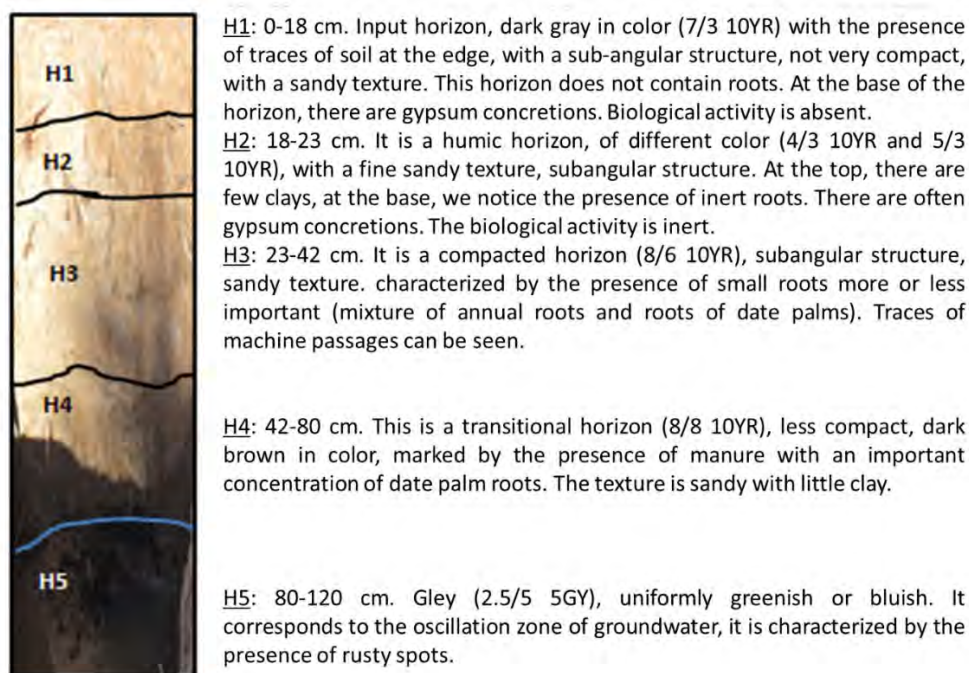 H1
H2
H3
H4
H5
H1: 0-18 cm. Input horizon, dark gray in color (7/3 10YR) with the presence
of traces of soil at the edge, with a sub-angular structure, not very compact,
with a sandy texture. This horizon does not contain roots. At the base of the
horizon, there are gypsum concretions. Biological activity is absent.
H2: 18-23 cm. It is a humic horizon, of different color (4/3 10YR and 5/3
10YR), with a fine sandy texture, subangular structure. At the top, there are
few clays, at the base, we notice the presence of inert roots. There are often
gypsum concretions. The biological activity is inert.
H3: 23-42 cm. It is a compacted horizon (8/6 10YR), subangular structure,
sandy texture. characterized by the presence of small roots more or less
important (mixture of annual roots and roots of date palms). Traces of
machine passages can be seen.
H4: 42-80 cm. This is a transitional horizon (8/8 10YR), less compact, dark
brown in color, marked by the presence of manure with an important
concentration of date palm roots. The texture is sandy with little clay.
H5: 80-120 cm. Gley (2.5/5 5GY), uniformly greenish or bluish. It
corresponds to the oscillation zone of groundwater, it is characterized by the
presence of rusty spots.